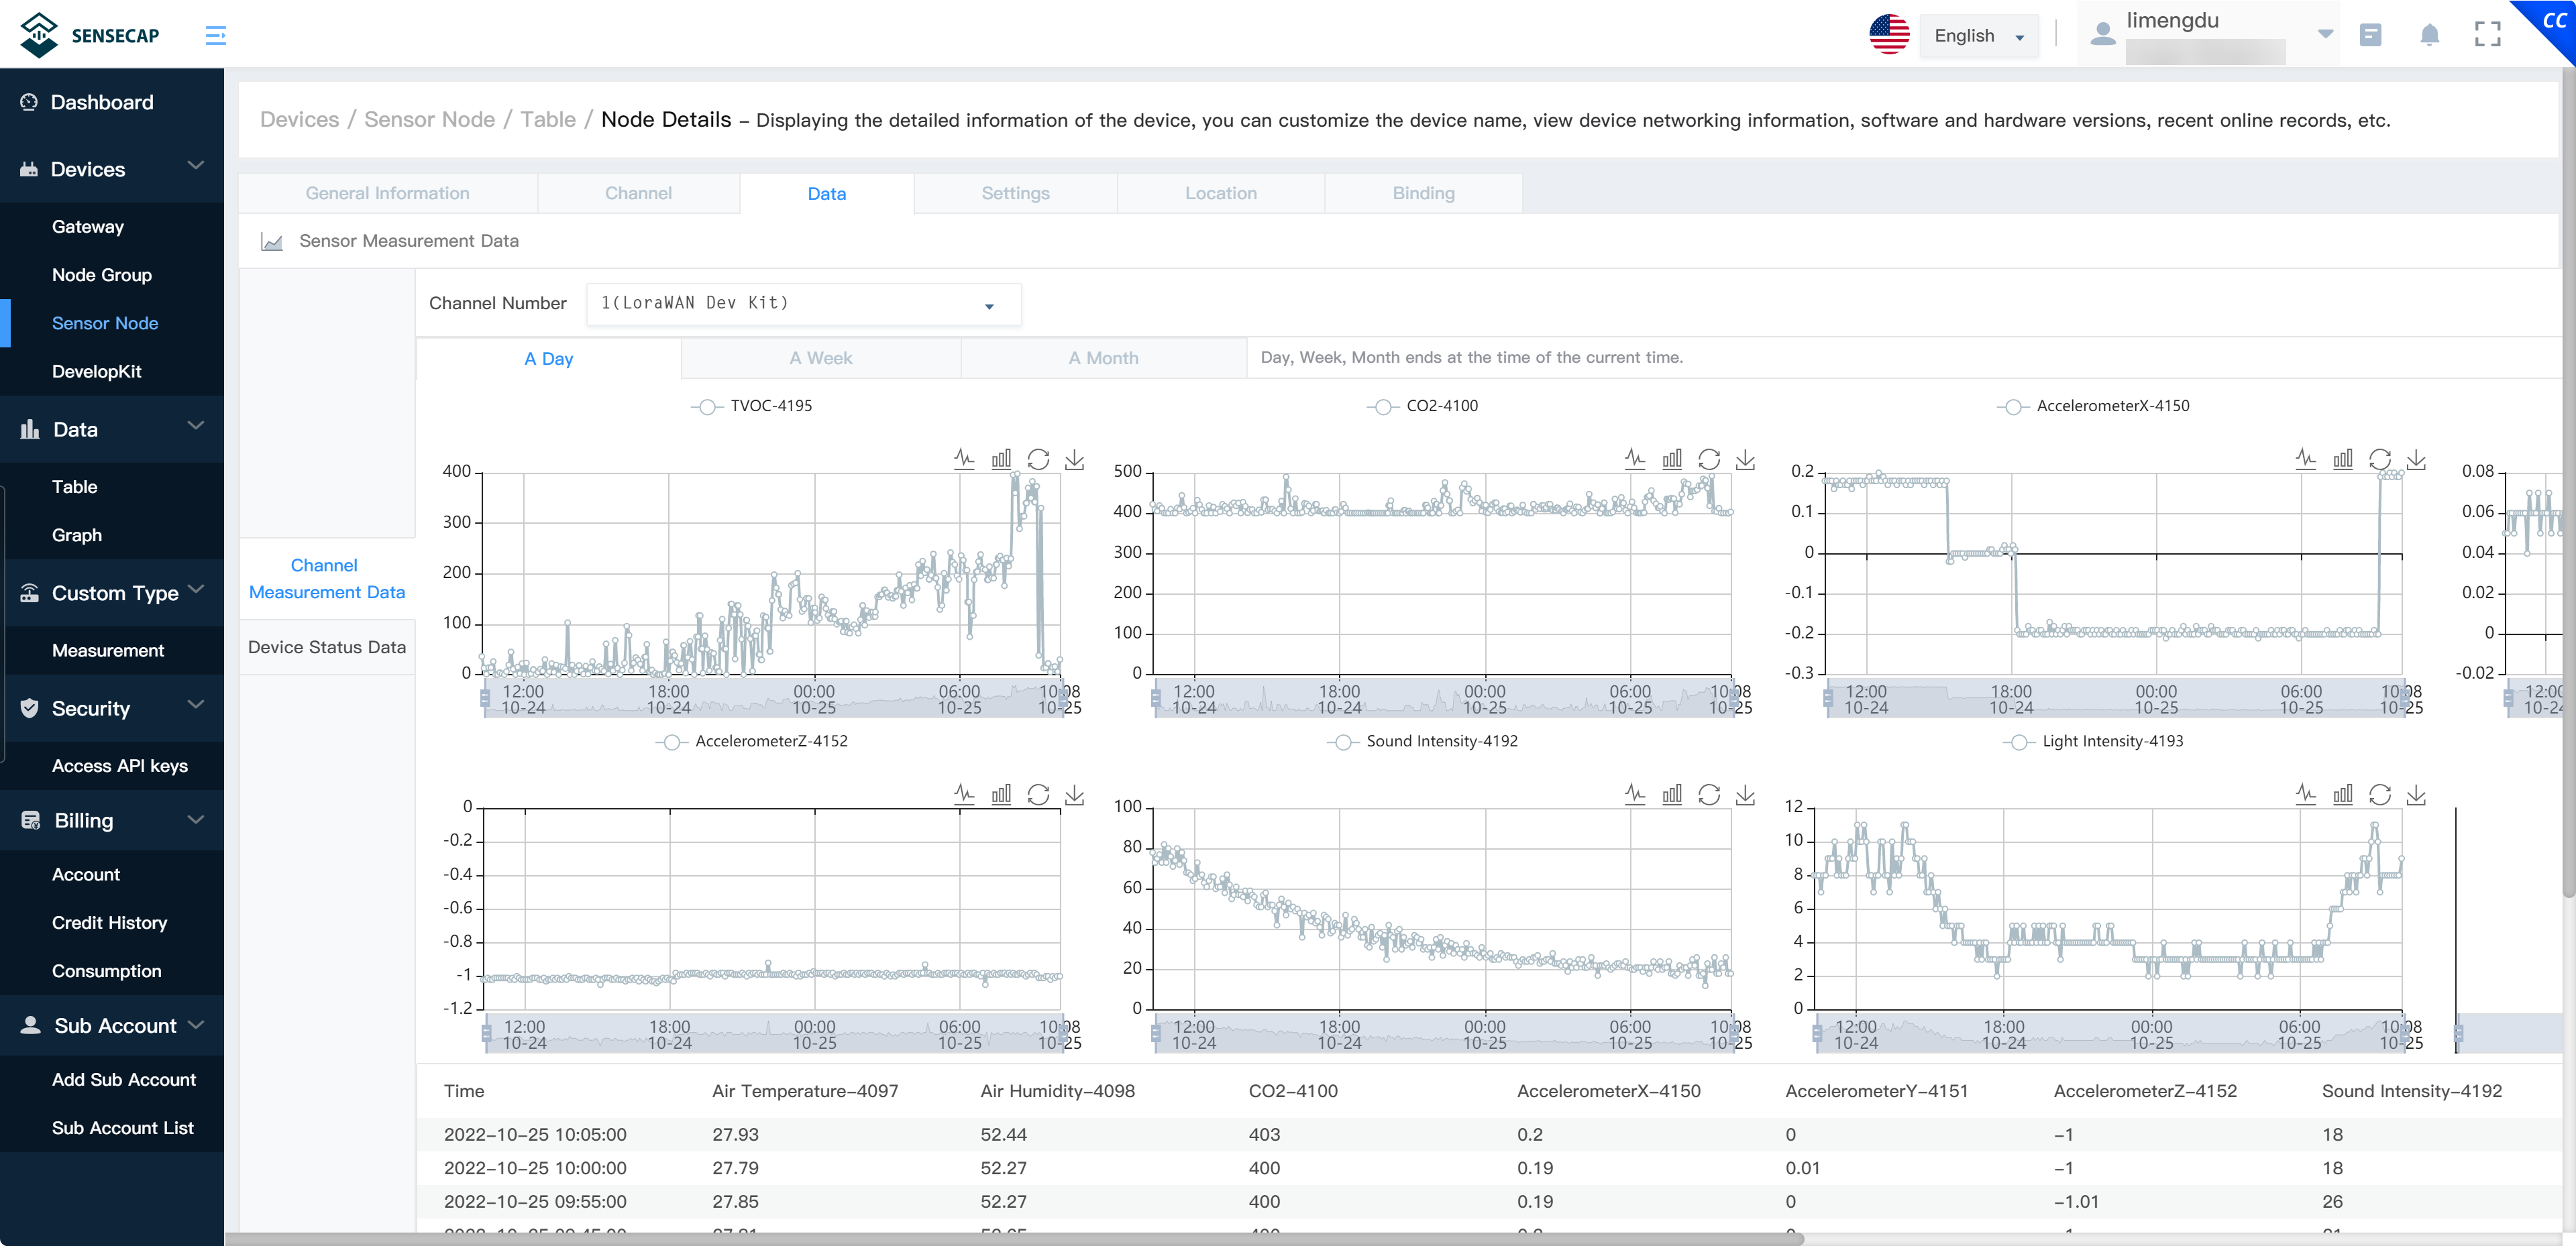 SENSECAP
English
limengdu
CC
Dashboard
Devices
Gateway
Node Group
Sensor Node
DevelopKit
Data
Table
Graph
Custom Type
Measurement
Security
Access API keys
Billing
Account
Credit History
Consumption
Sub Account
Add Sub Account
Sub Account List
Devices / Sensor Node / Table / Node Details – Displaying the detailed information of the device, you can customize the device name, view device networking information, software and hardware versions, recent online records, etc.
General Information Channel Data Settings Location Binding
Sensor Measurement Data
Channel Measurement Data
Device Status Data
Channel Number 1(LoraWAN Dev Kit)
A Day A Week A Month Day, Week, Month ends at the time of the current time.
TVOC-4195
400
300
200
100
0
12:00 18:00 00:00 06:00 10:08
10-24 10-24 10-25 10-25 10-25
CO2-4100
500
400
300
200
100
0
12:00 18:00 00:00 06:00 10:08
10-24 10-24 10-25 10-25 10-25
AccelerometerX-4150
0.2
0.1
0
-0.1
-0.2
-0.3
12:00 18:00 00:00 06:00 10:08
10-24 10-24 10-25 10-25 10-25
0.08
0.06
0.04
0.02
0
-0.02
AccelerometerZ-4152
0
-0.2
-0.4
-0.6
-0.8
-1
-1.2
12:00 18:00 00:00 06:00 10:08
10-24 10-24 10-25 10-25 10-25
Sound Intensity-4192
100
80
60
40
20
0
12:00 18:00 00:00 06:00 10:08
10-24 10-24 10-25 10-25 10-25
Light Intensity-4193
12
10
8
6
4
2
0
12:00 18:00 00:00 06:00 10:08
10-24 10-24 10-25 10-25 10-25
Time Air Temperature-4097 Air Humidity-4098 CO2-4100 AccelerometerX-4150 AccelerometerY-4151 AccelerometerZ-4152 Sound Intensity-4192
2022-10-25 10:05:00 27.93 52.44 403 0.2 0 -1 18
2022-10-25 10:00:00 27.79 52.27 400 0.19 0.01 -1 18
2022-10-25 09:55:00 27.85 52.27 400 0.19 0 -1.01 26